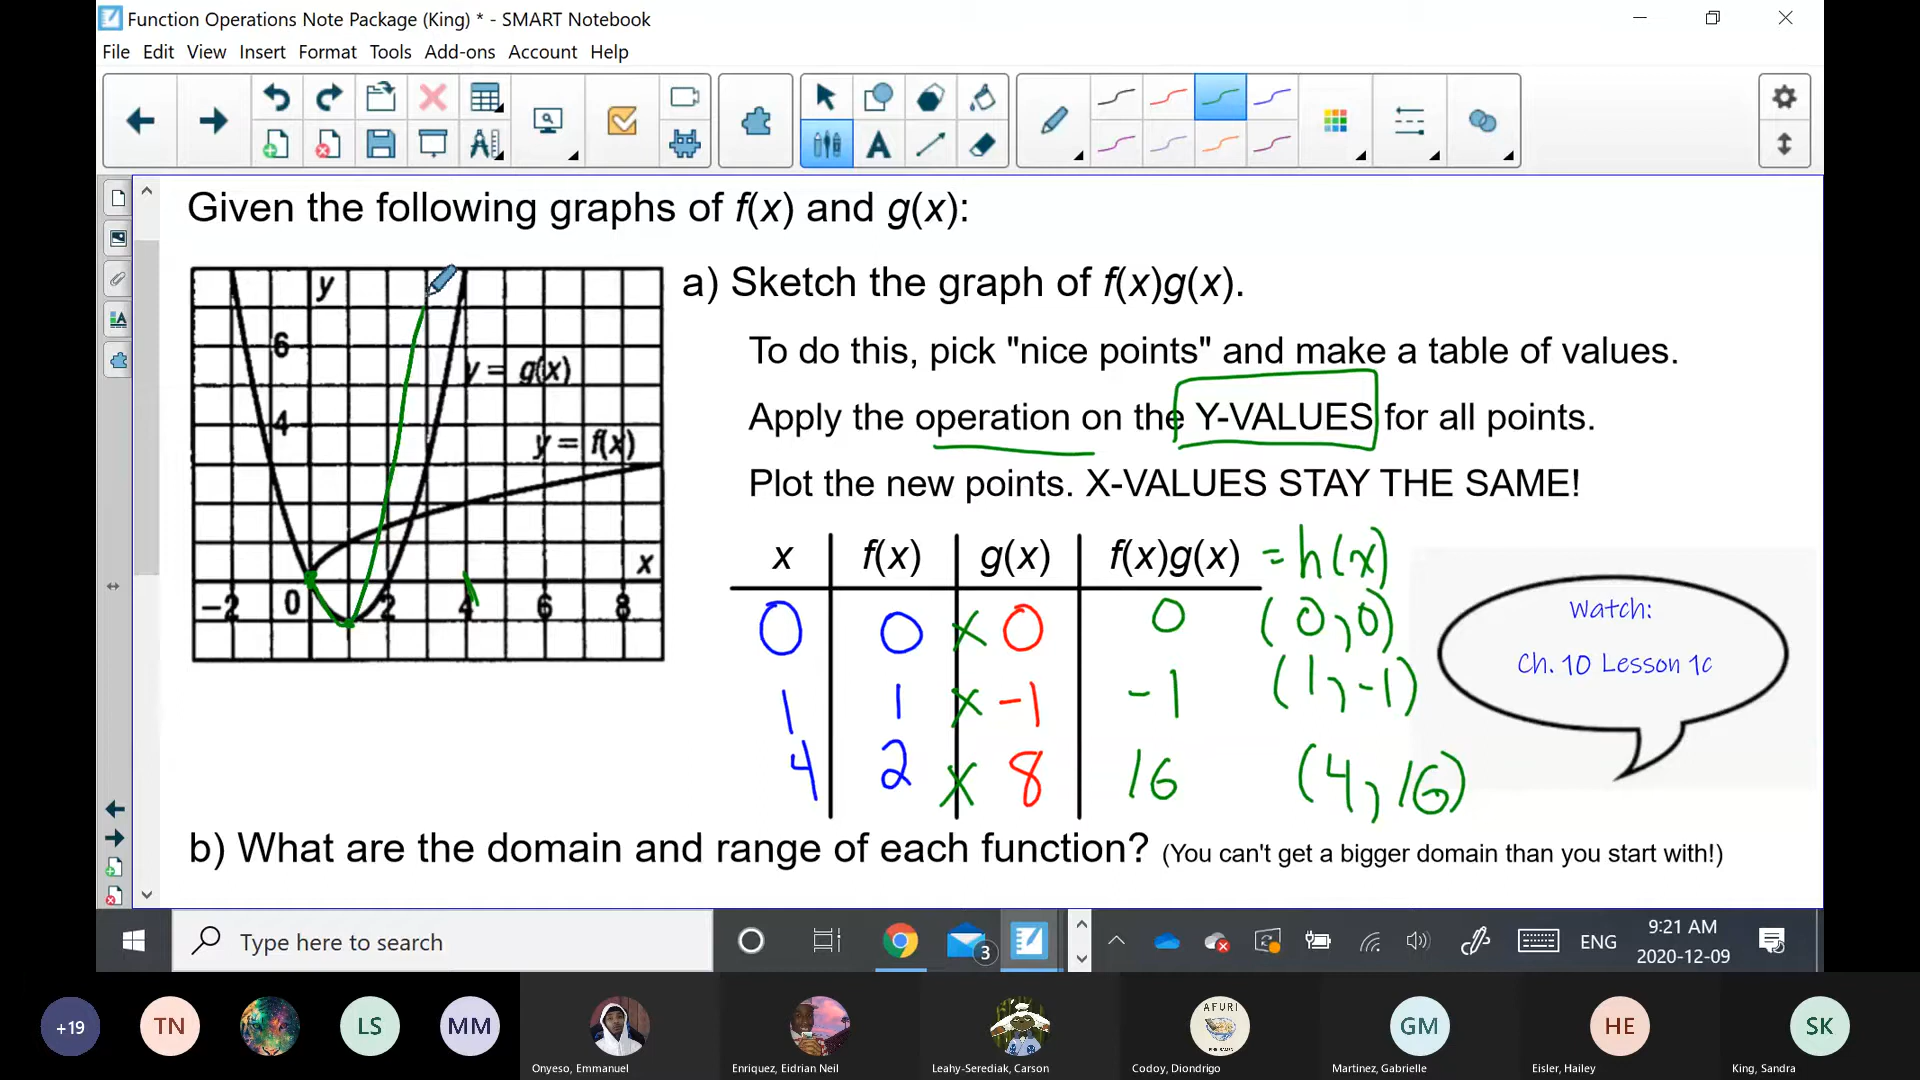 Function Operations Note Package (King) * - SMART Notebook
File Edit View Insert Format Tools Add-ons Account Help
Given the following graphs of f(x) and g(x):
y
6
4
y = g(x)
y = f(x)
x
-2 0 2 4 6 8
a) Sketch the graph of f(x)g(x).
To do this, pick "nice points" and make a table of values.
Apply the operation on the Y-VALUES for all points.
Plot the new points. X-VALUES STAY THE SAME!
x f(x) g(x) f(x)g(x) = h(x)
0 0 x 0 0 (0,0)
1 1 x -1 -1 (1,-1)
4 2 x 8 16 (4,16)
Watch:
Ch. 10 Lesson 1c
b) What are the domain and range of each function? (You can't get a bigger domain than you start with!)
Type here to search
3
ENG
9:21 AM
2020-12-09
+19
TN
LS
MM
AFURI
GM
HE
SK
Onyeso, Emmanuel
Enriquez, Eidrian Neil
Leahy-Serediak, Carson
Codoy, Diondrigo
Martinez, Gabrielle
Eisler, Hailey
King, Sandra